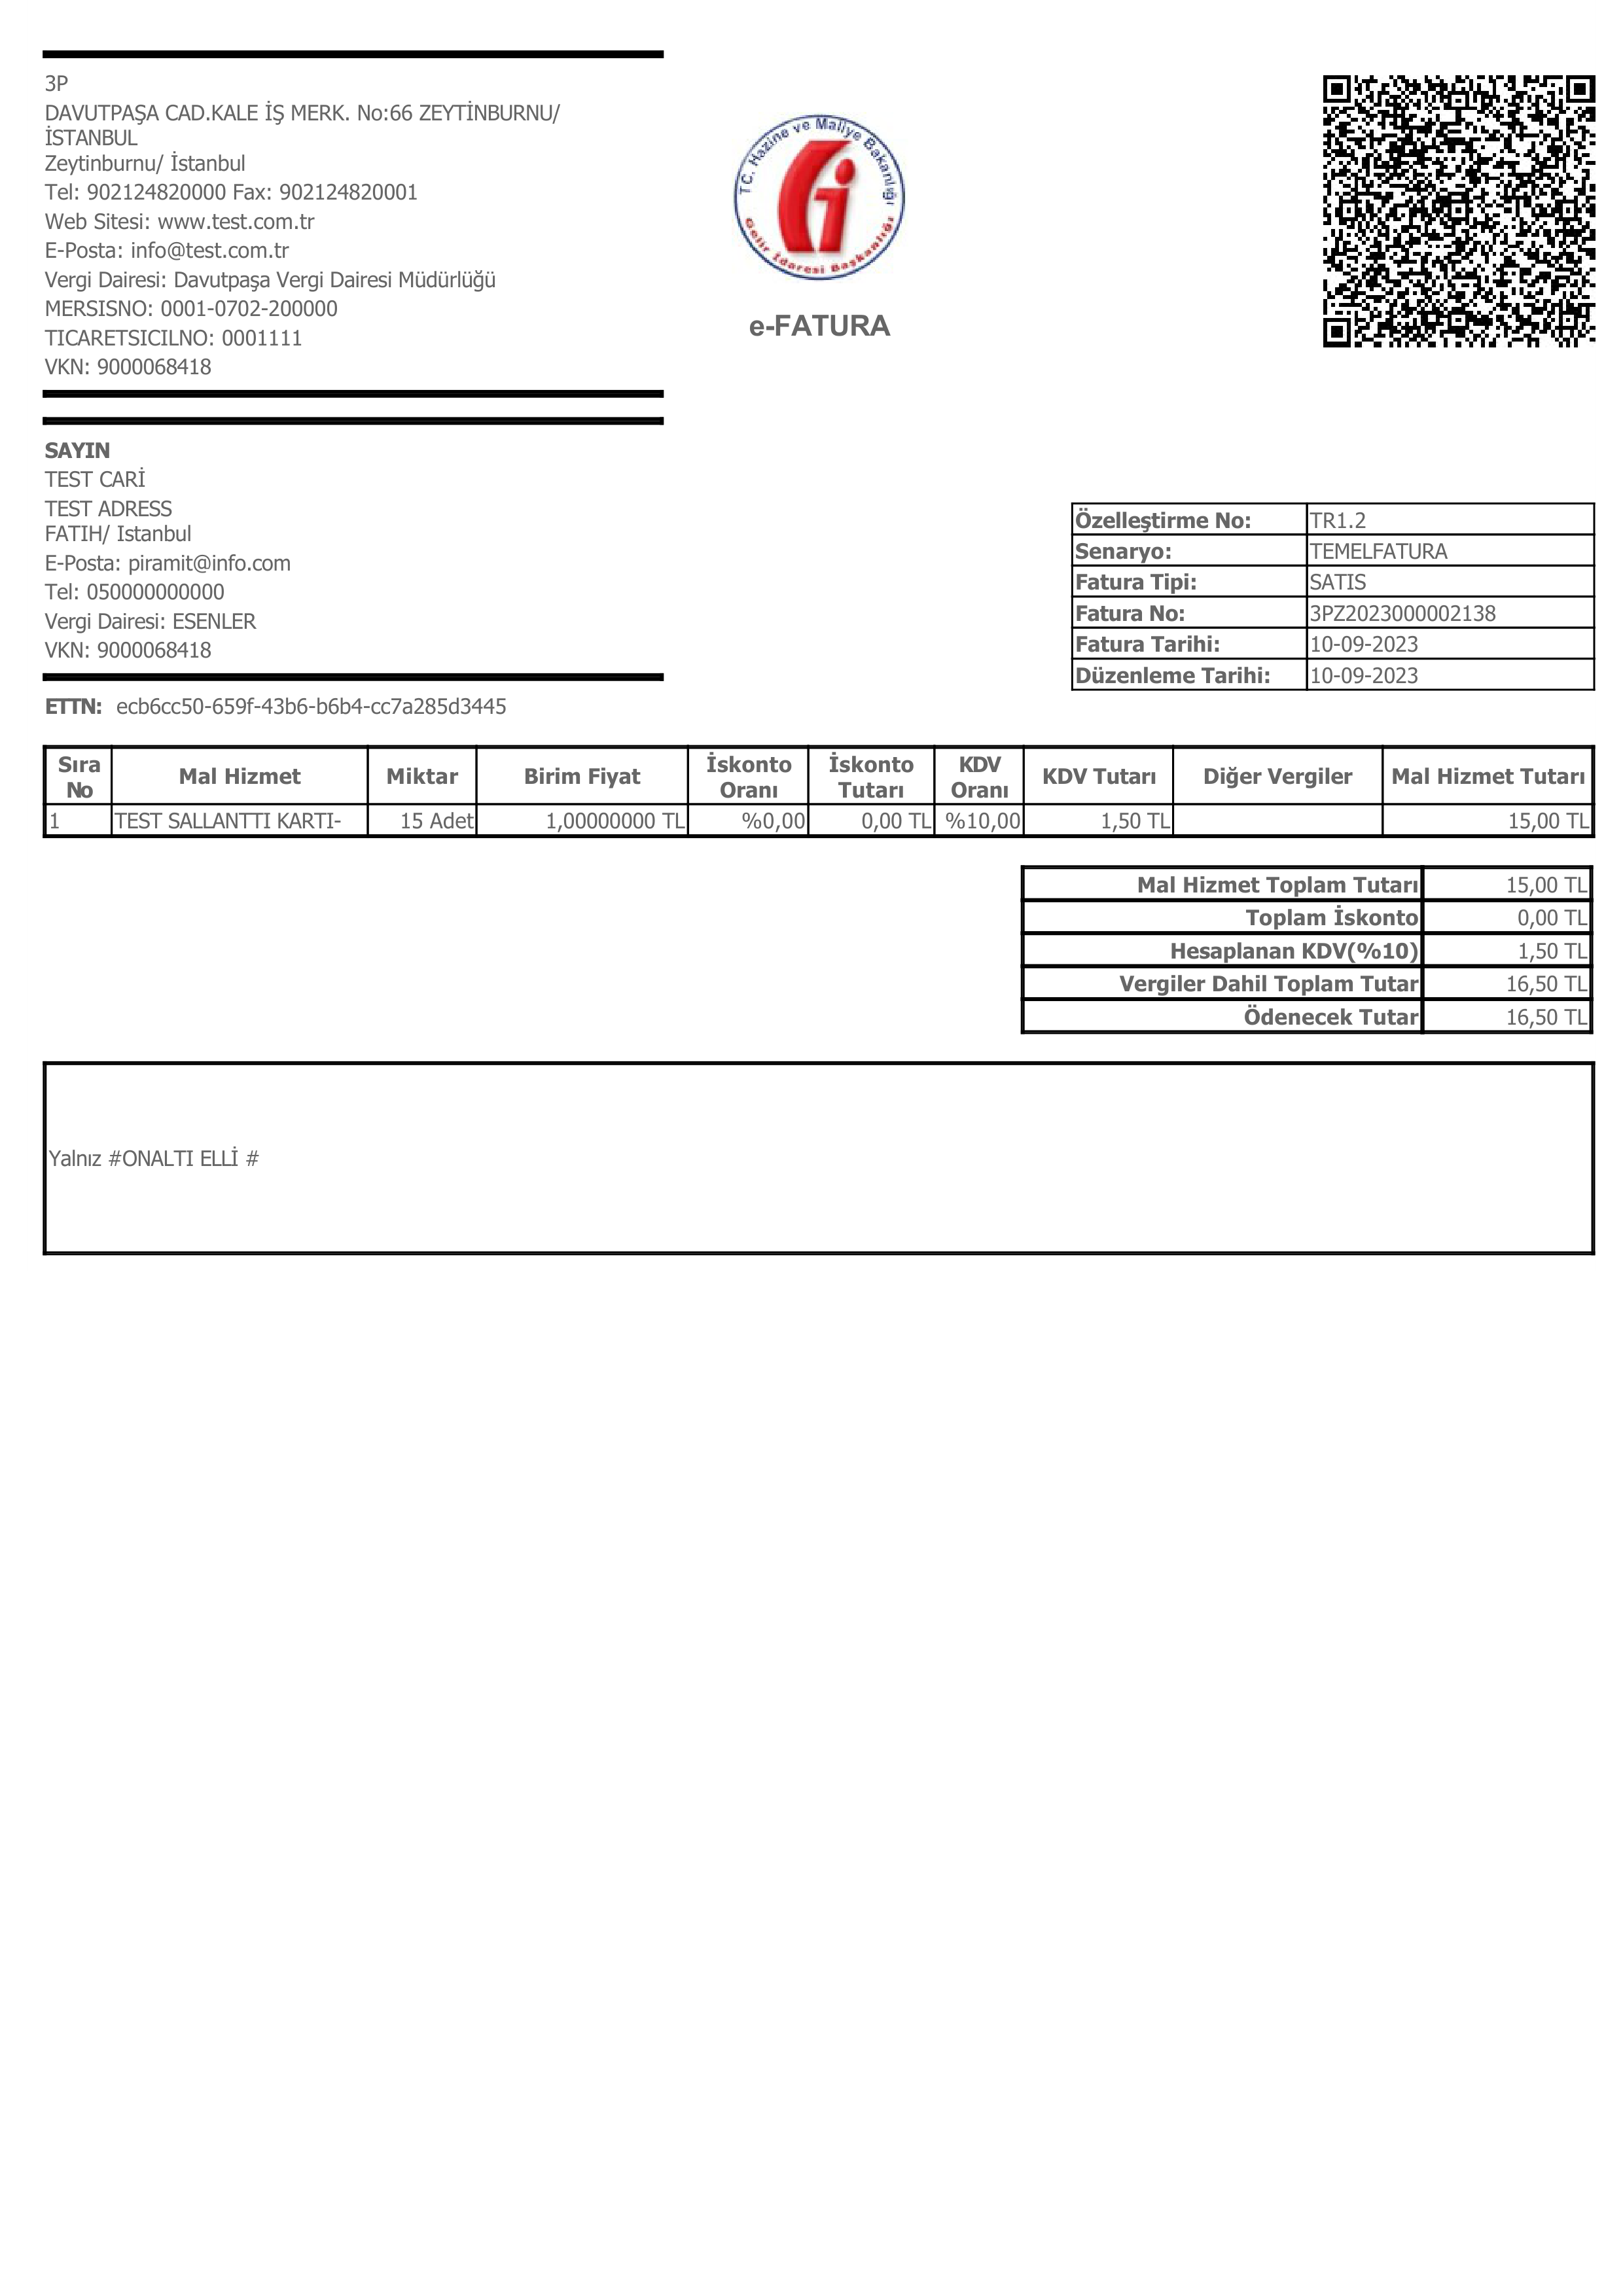 3P
DAVUTPAŞA CAD.KALE İŞ MERK. No:66 ZEYTİNBURNU/
İSTANBUL
Zeytinburnu/ İstanbul
Tel: 902124820000 Fax: 902124820001
Web Sitesi: www.test.com.tr
E-Posta: info@test.com.tr
Vergi Dairesi: Davutpaşa Vergi Dairesi Müdürlüğü
MERSISNO: 0001-0702-200000
TICARETSICILNO: 0001111
VKN: 9000068418
TC. Hazine ve Maliye Bakanlığı
Gelir İdaresi Başkanlığı
e-FATURA
SAYIN
TEST CARİ
TEST ADRESS
FATIH/ Istanbul
E-Posta: piramit@info.com
Tel: 050000000000
Vergi Dairesi: ESENLER
VKN: 9000068418
Özelleştirme No: TR1.2
Senaryo: TEMELFATURA
Fatura Tipi: SATIS
Fatura No: 3PZ2023000002138
Fatura Tarihi: 10-09-2023
Düzenleme Tarihi: 10-09-2023
ETTN: ecb6cc50-659f-43b6-b6b4-cc7a285d3445
Sıra No Mal Hizmet Miktar Birim Fiyat İskonto Oranı İskonto Tutarı KDV Oranı KDV Tutarı Diğer Vergiler Mal Hizmet Tutarı
1 TEST SALLANTTI KARTI- 15 Adet 1,00000000 TL %0,00 0,00 TL %10,00 1,50 TL 15,00 TL
Mal Hizmet Toplam Tutarı 15,00 TL
Toplam İskonto 0,00 TL
Hesaplanan KDV(%10) 1,50 TL
Vergiler Dahil Toplam Tutar 16,50 TL
Ödenecek Tutar 16,50 TL
Yalnız #ONALTI ELLİ #